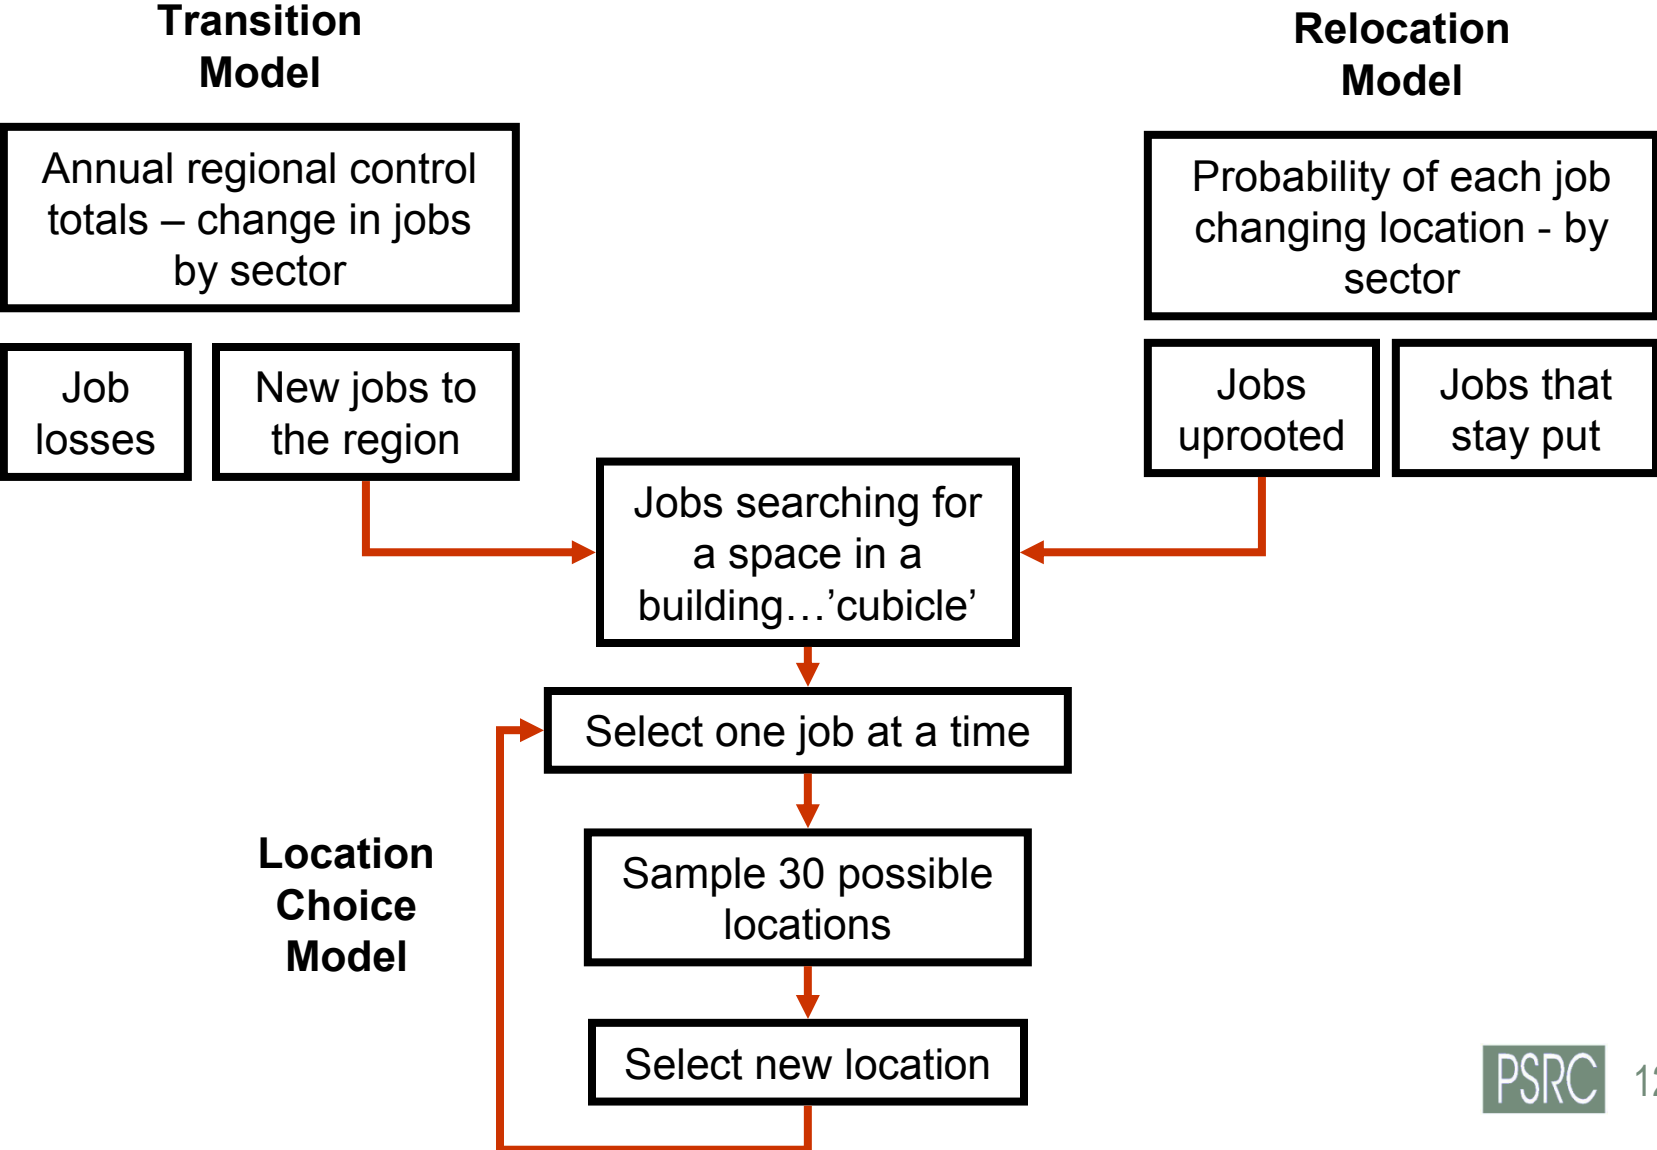 Transition
Model
Relocation
Model
Annual regional control
totals – change in jobs
by sector
Probability of each job
changing location - by
sector
Job
losses
New jobs to
the region
Jobs
uprooted
Jobs that
stay put
Jobs searching for
a space in a
building…’cubicle’
Select one job at a time
Location
Choice
Model
Sample 30 possible
locations
Select new location
PSRC